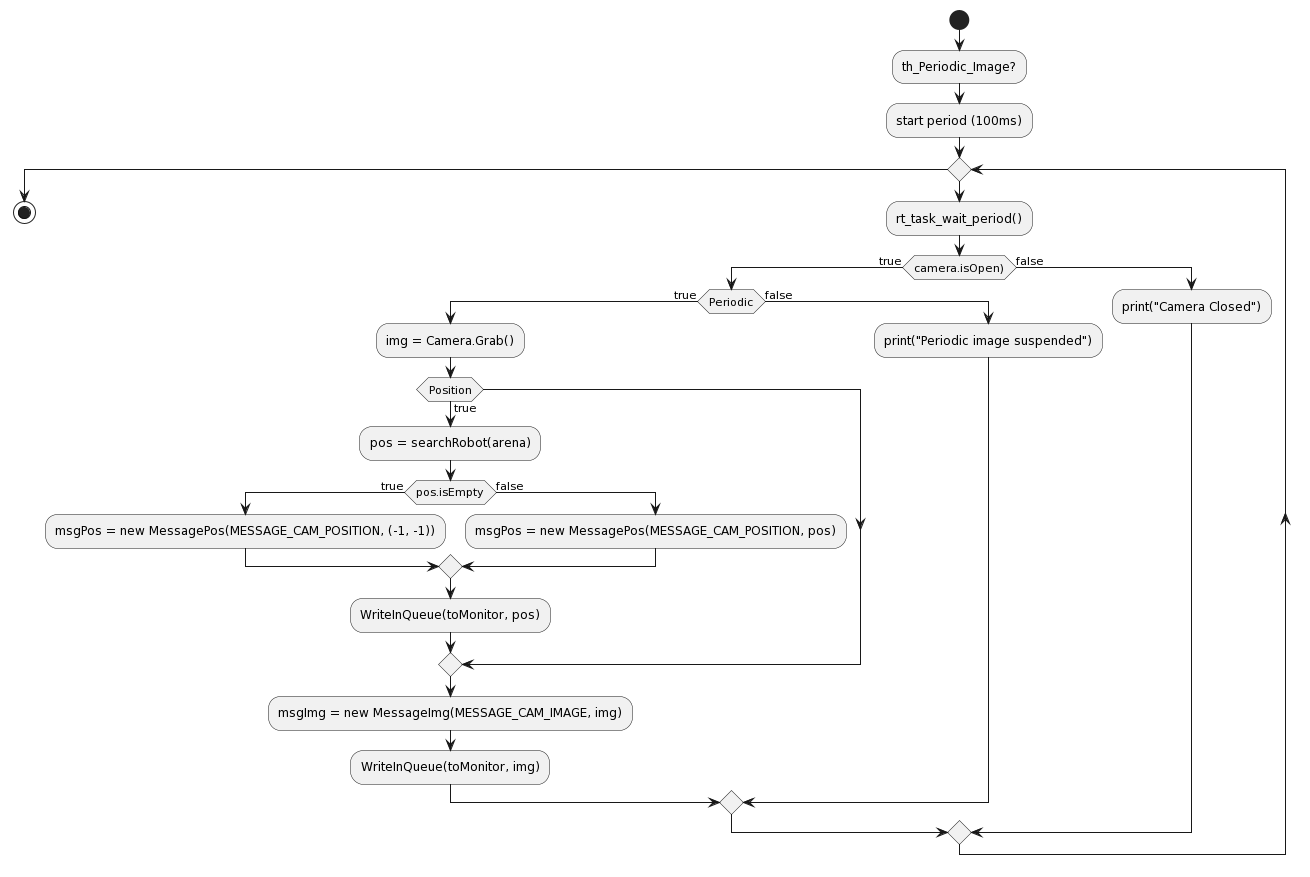 th_Periodic_Image?
start period (100ms)
rt_task_wait_period()
true
camera.isOpen)
false
true
Periodic
false
print("Camera Closed")
img = Camera.Grab()
print("Periodic image suspended")
Position
true
pos = searchRobot(arena)
true
pos.isEmpty
false
msgPos = new MessagePos(MESSAGE_CAM_POSITION, (-1, -1))
msgPos = new MessagePos(MESSAGE_CAM_POSITION, pos)
WriteInQueue(toMonitor, pos)
msgImg = new MessageImg(MESSAGE_CAM_IMAGE, img)
WriteInQueue(toMonitor, img)